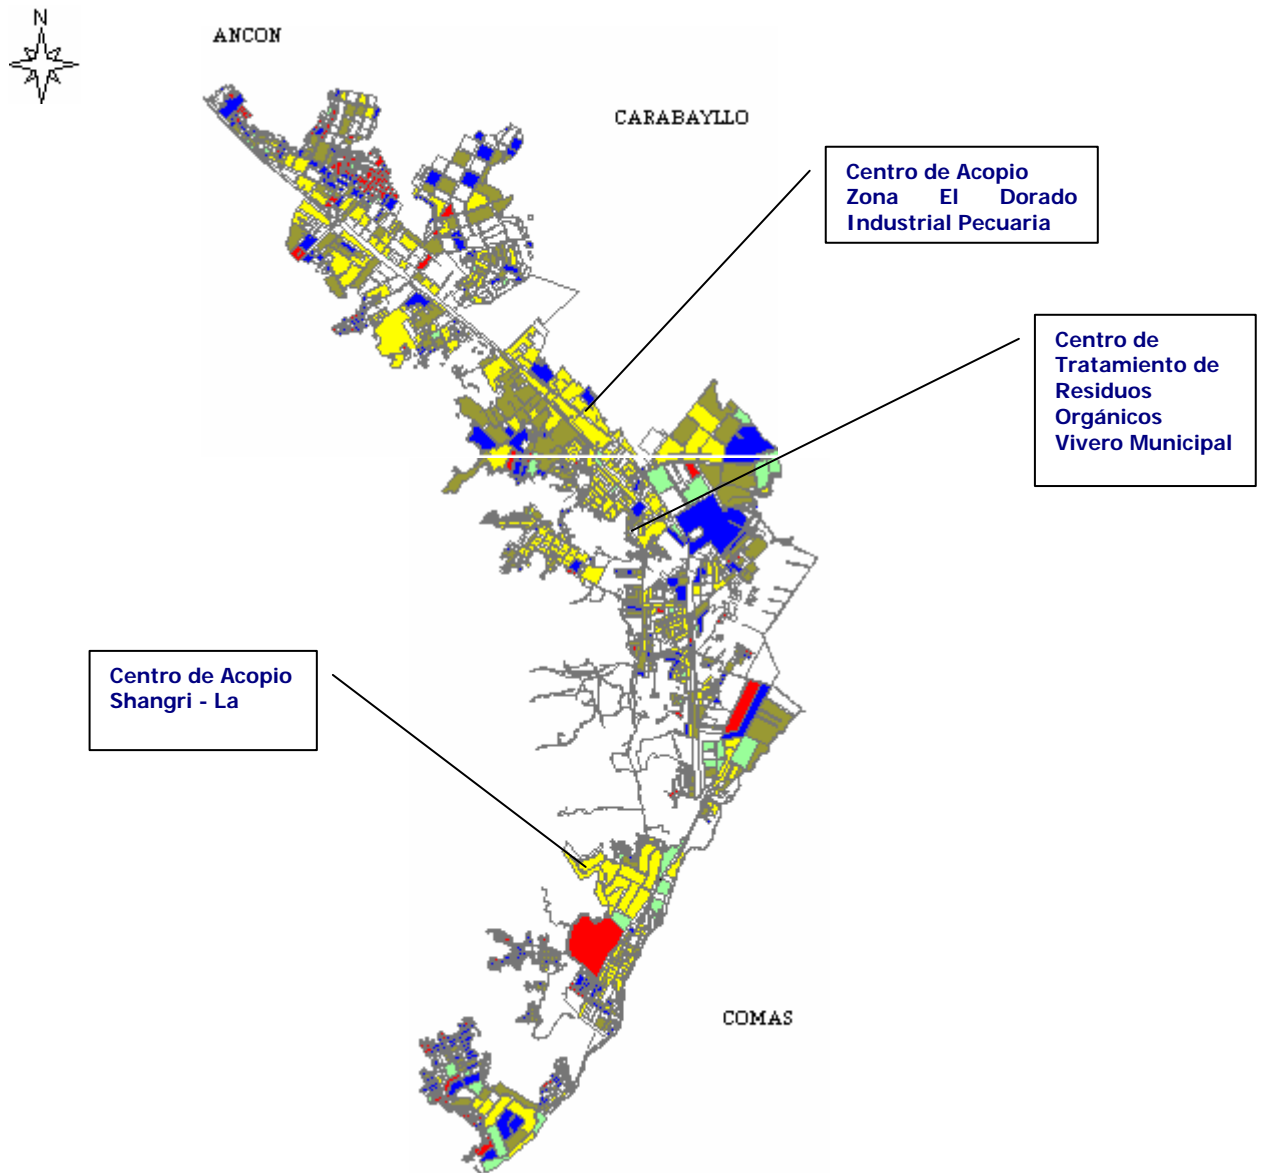 N
ANCON
CARABAYLLO
Centro de Acopio
Zona El Dorado
Industrial Pecuaria
Centro de
Tratamiento de
Residuos
Orgánicos
Vivero Municipal
Centro de Acopio
Shangri - La
COMAS